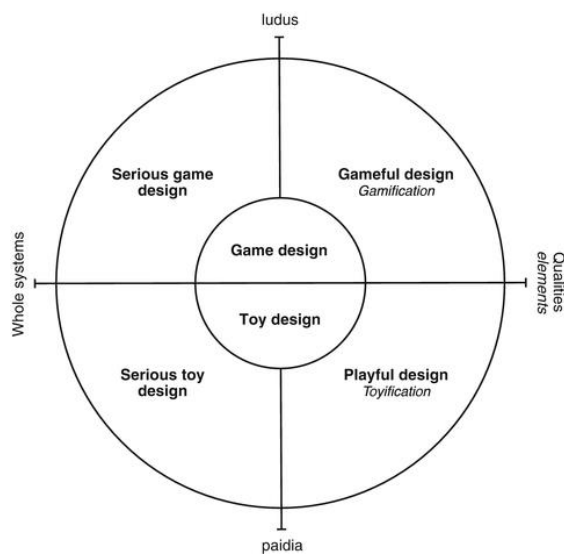 ludus
Serious game
design
Gameful design
Gamification
Game design
Whole systems
Qualities
elements
Toy design
Serious toy
design
Playful design
Toyification
paidia